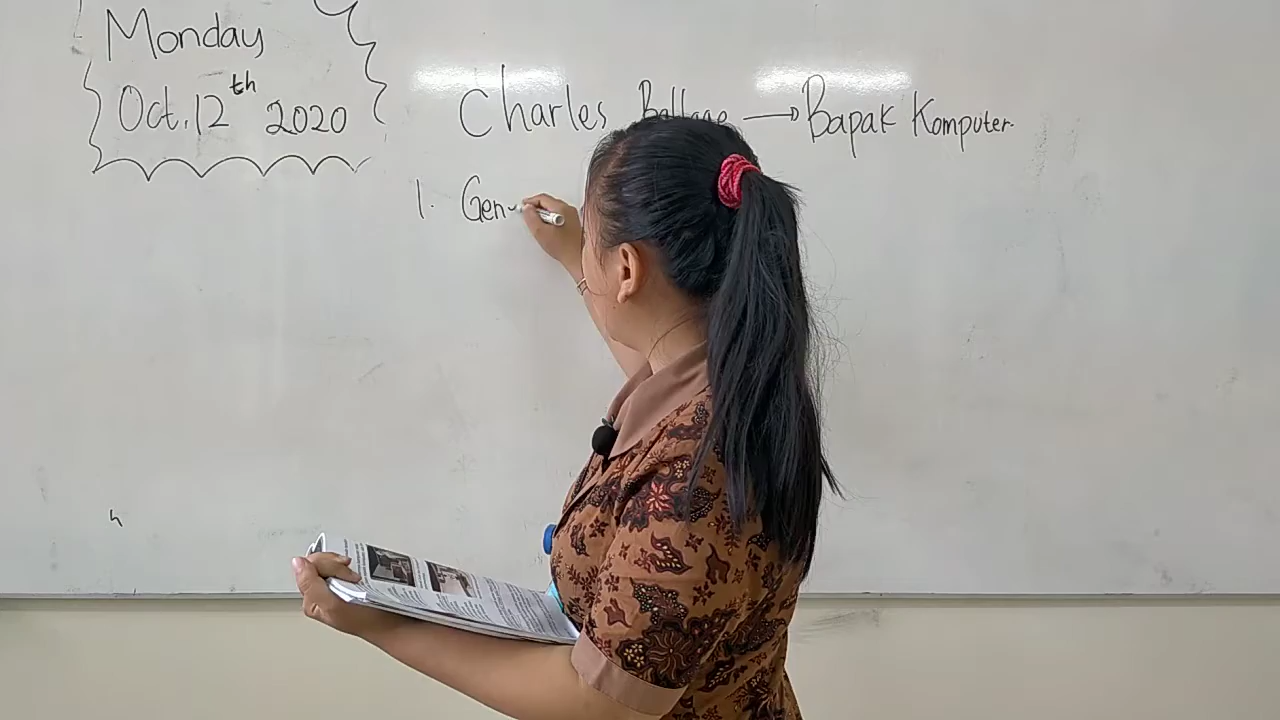 Monday
Oct. 12th 2020
Charles → Bapak Komputer.
1. Gen